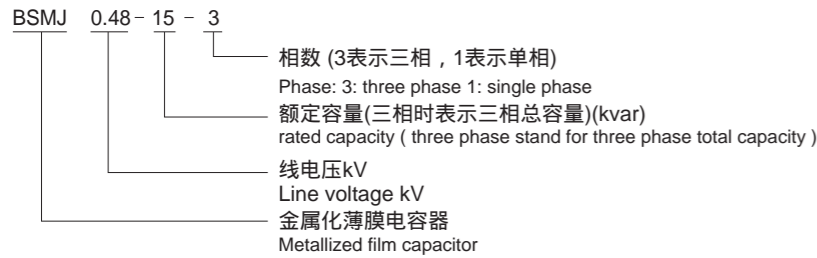 BSMJ 0.48-15-3
相数 (3表示三相，1表示单相)
Phase: 3: three phase 1: single phase
额定容量(三相时表示三相总容量)(kvar)
rated capacity ( three phase stand for three phase total capacity )
线电压kV
Line voltage kV
金属化薄膜电容器
Metallized film capacitor